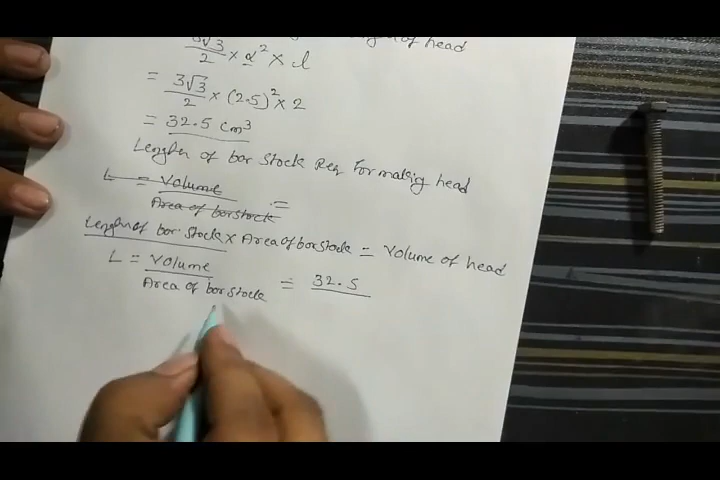 of head
3√3/2 × a² × l
= 3√3/2 × (2.5)² × 2
= 32.5 cm³
Length of bar stock Req For making head
L = Volume / Area of bar stock =
Length of bar stock × Area of bar stock = Volume of head
L = Volume / Area of bar stock = 32.5